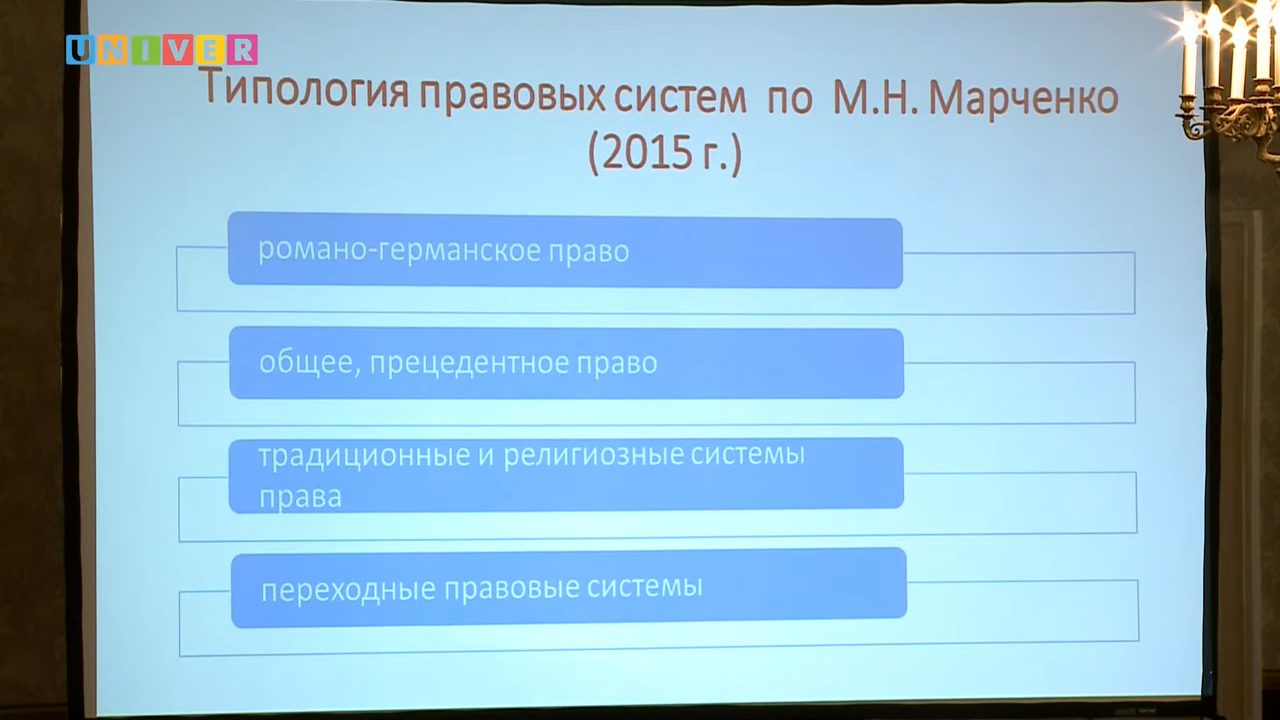 UNIVER
Типология правовых систем по М.Н. Марченко
(2015 г.)
романо-германское право
общее, прецедентное право
традиционные и религиозные системы
права
переходные правовые системы